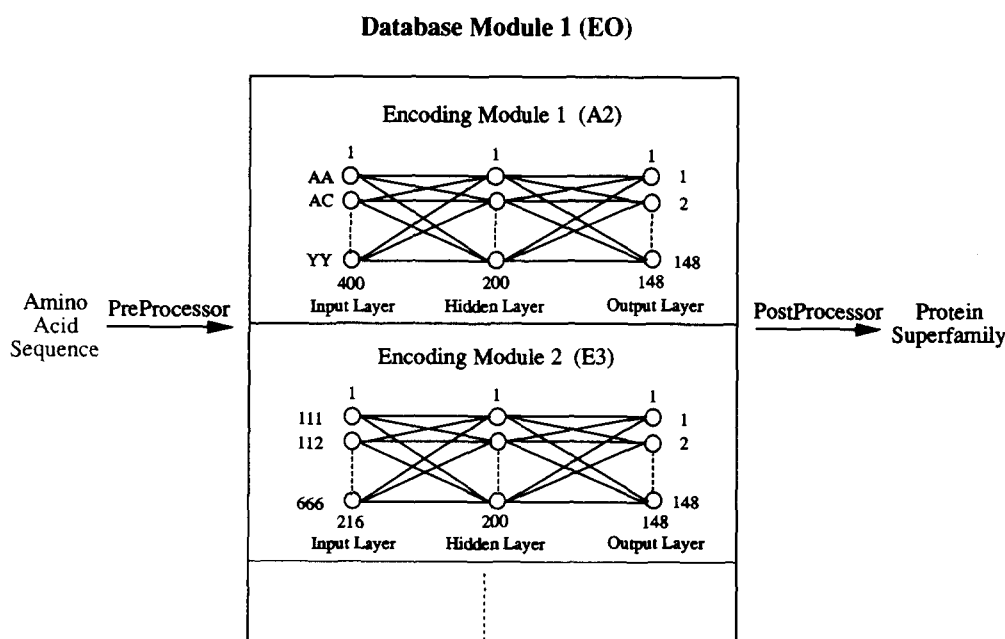 Database Module 1 (EO)
Encoding Module 1 (A2)
1 1 1
AA 1
AC 2
YY 148
400 200 148
Input Layer Hidden Layer Output Layer
Amino
Acid
Sequence
PreProcessor
PostProcessor
Protein
Superfamily
Encoding Module 2 (E3)
1 1 1
111 1
112 2
666 148
216 200 148
Input Layer Hidden Layer Output Layer